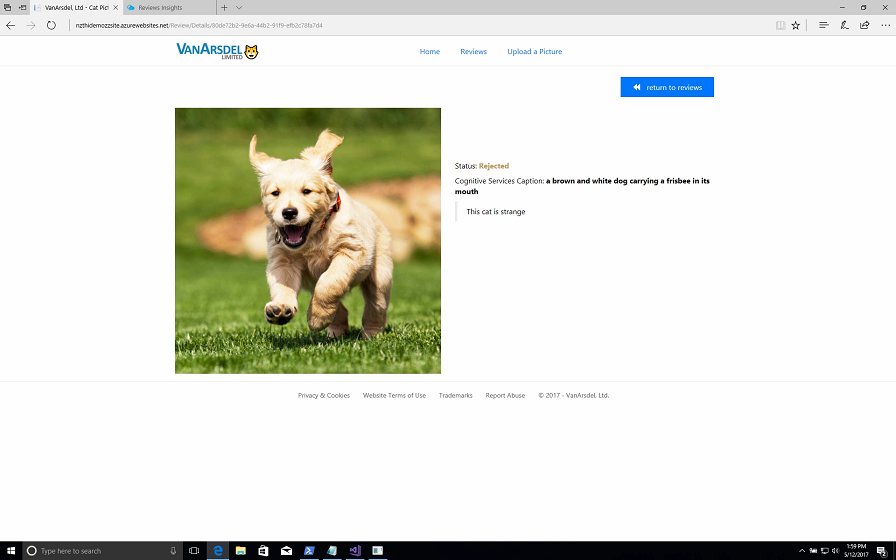 VanArsdel, Ltd - Cat Pict
Reviews Insights
nzthidemozzsite.azurewebsites.net/Review/Details/80de72b2-9e6a-44b2-91f9-efb2c78fa7d4
VANARSDEL
LIMITED
Home
Reviews
Upload a Picture
return to reviews
Status: Rejected
Cognitive Services Caption: a brown and white dog carrying a frisbee in its
mouth
This cat is strange
Privacy & Cookies
Website Terms of Use
Trademarks
Report Abuse
© 2017 - VanArsdel, Ltd.
Type here to search
1:59 PM
5/12/2017